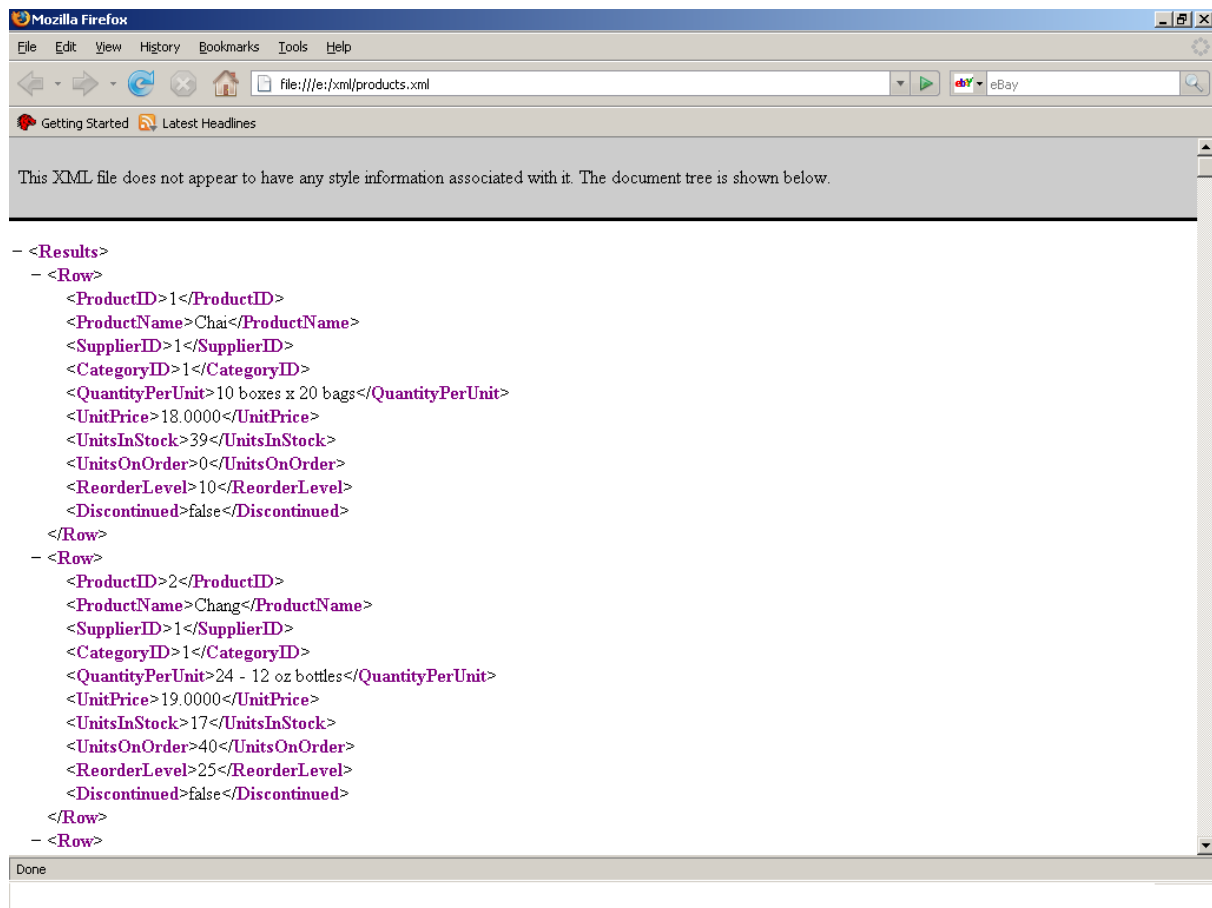 Mozilla Firefox
File Edit View History Bookmarks Tools Help
file:///e:/xml/products.xml
ebY eBay
Getting Started Latest Headlines
This XML file does not appear to have any style information associated with it. The document tree is shown below.
− <Results>
− <Row>
<ProductID>1</ProductID>
<ProductName>Chai</ProductName>
<SupplierID>1</SupplierID>
<CategoryID>1</CategoryID>
<QuantityPerUnit>10 boxes x 20 bags</QuantityPerUnit>
<UnitPrice>18.0000</UnitPrice>
<UnitsInStock>39</UnitsInStock>
<UnitsOnOrder>0</UnitsOnOrder>
<ReorderLevel>10</ReorderLevel>
<Discontinued>false</Discontinued>
</Row>
− <Row>
<ProductID>2</ProductID>
<ProductName>Chang</ProductName>
<SupplierID>1</SupplierID>
<CategoryID>1</CategoryID>
<QuantityPerUnit>24 - 12 oz bottles</QuantityPerUnit>
<UnitPrice>19.0000</UnitPrice>
<UnitsInStock>17</UnitsInStock>
<UnitsOnOrder>40</UnitsOnOrder>
<ReorderLevel>25</ReorderLevel>
<Discontinued>false</Discontinued>
</Row>
− <Row>
Done